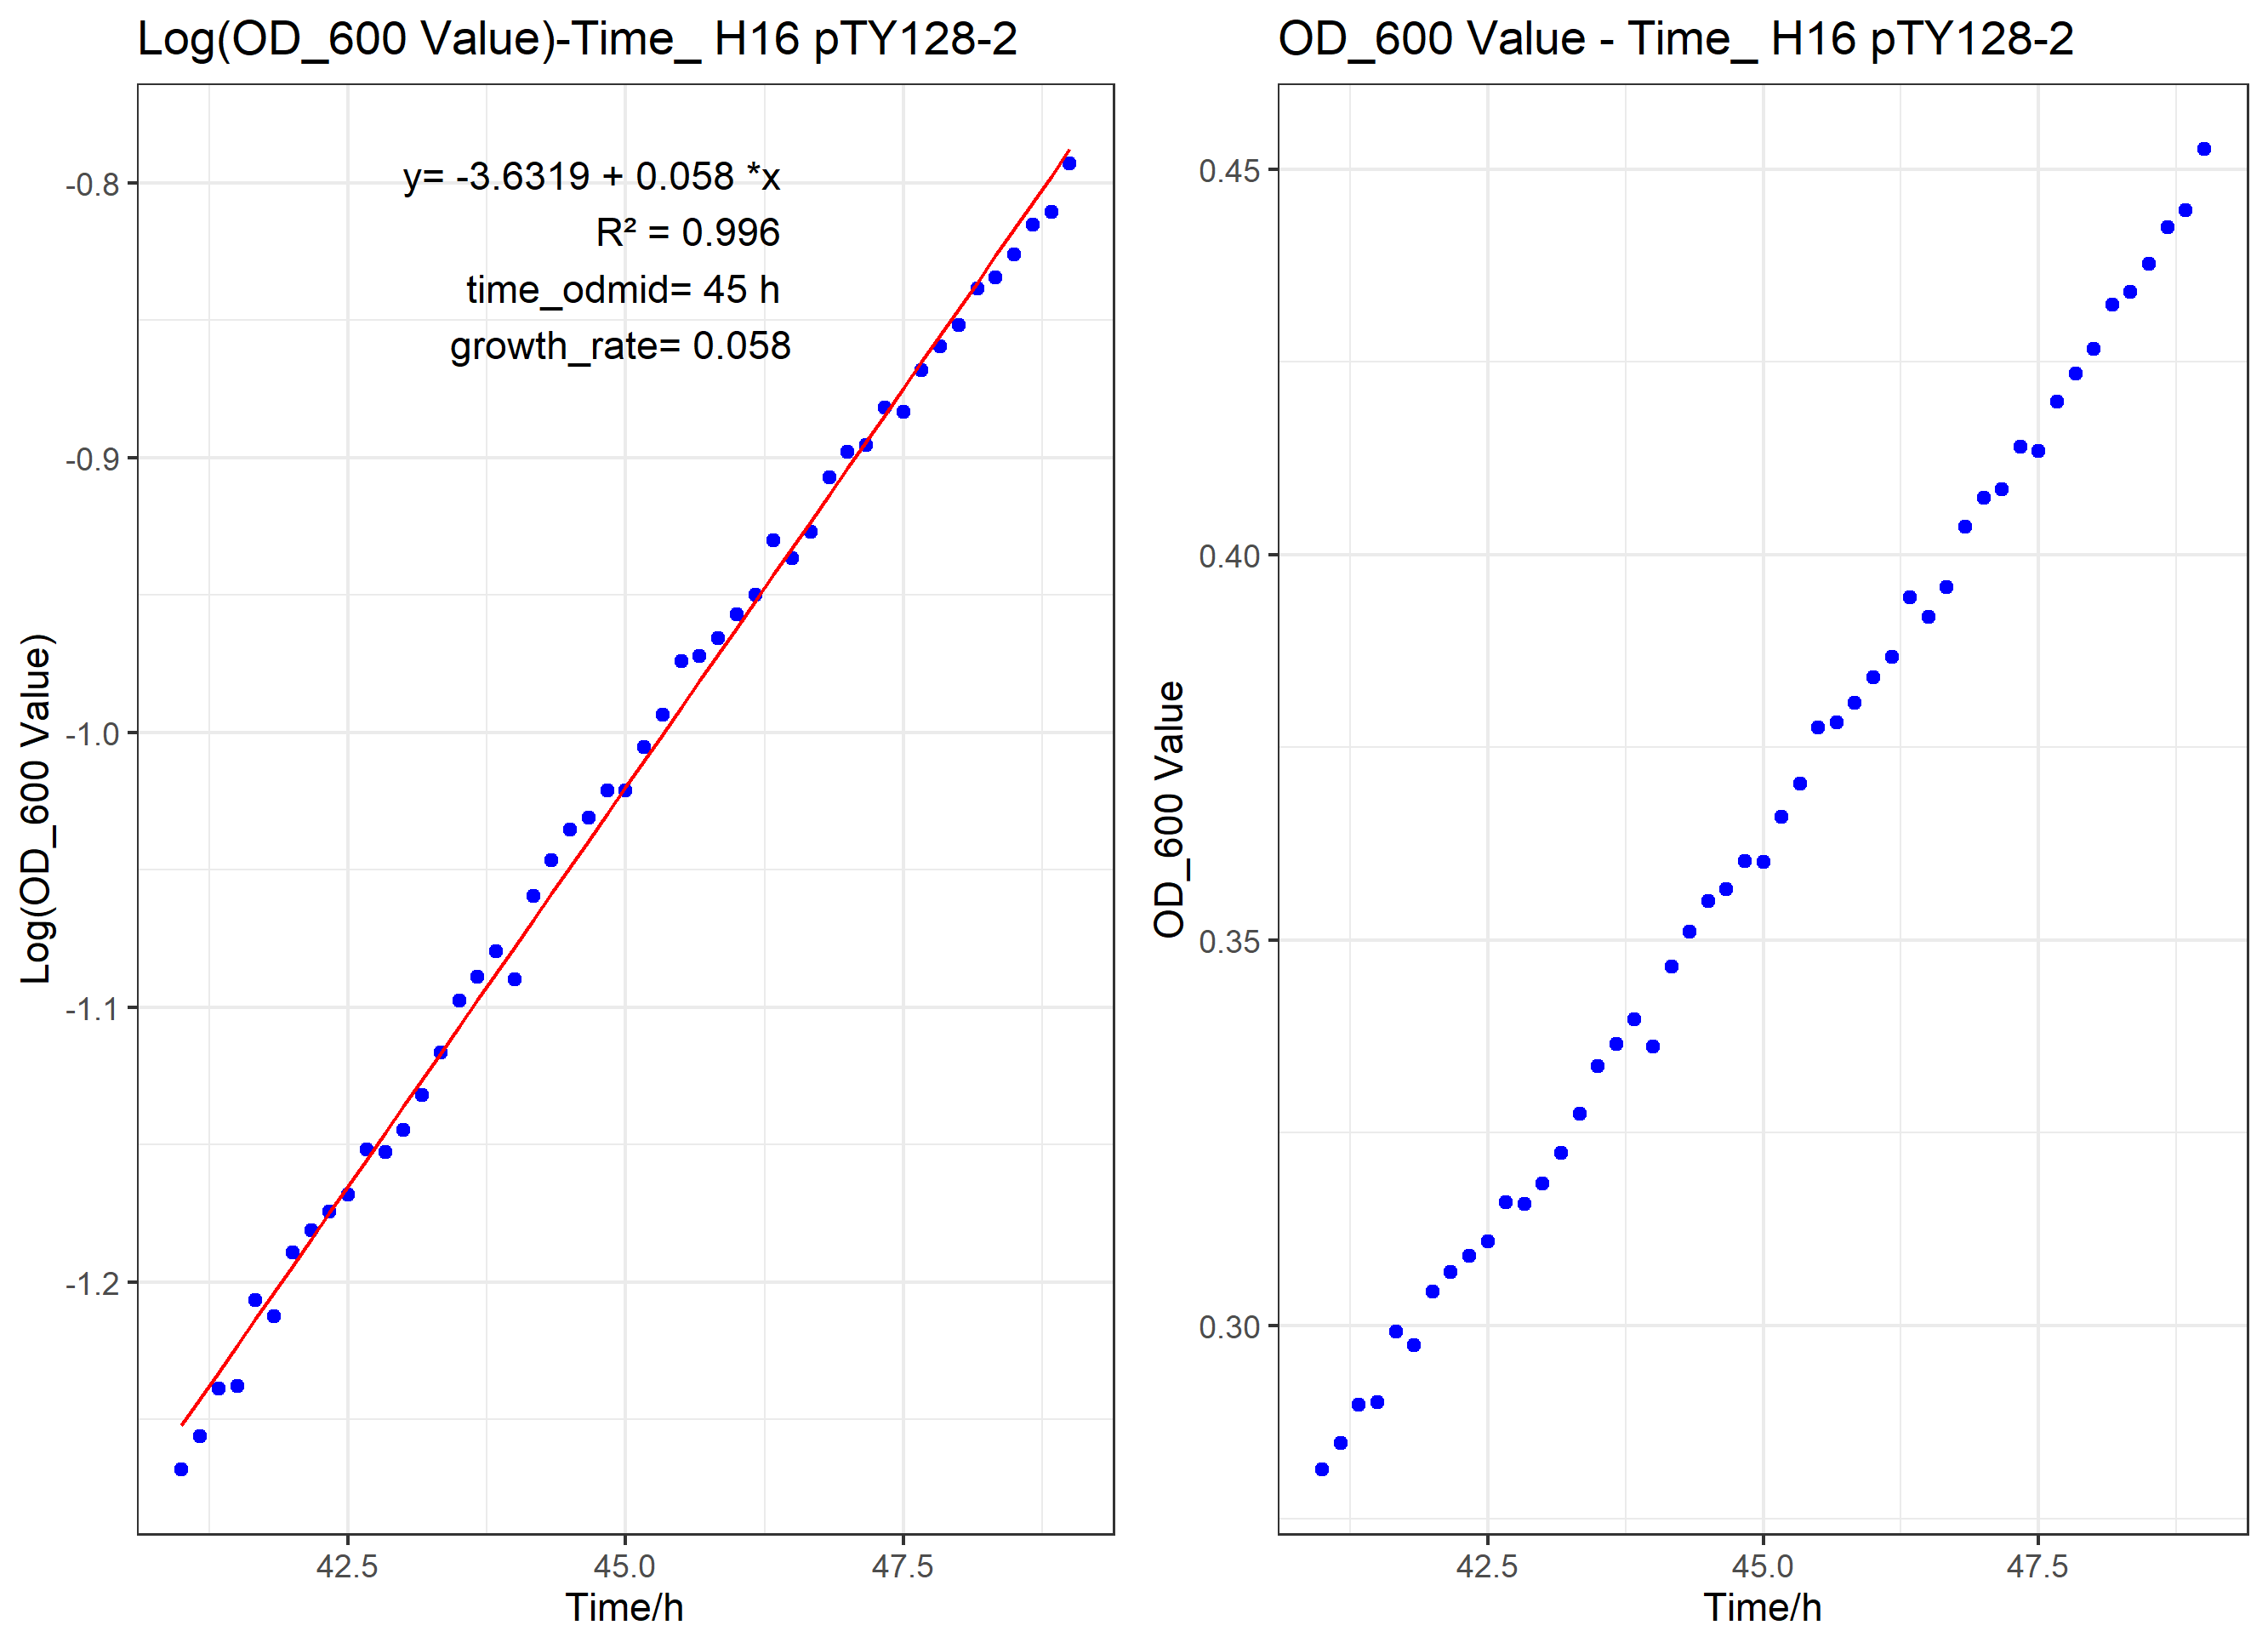 Log(OD_600 Value)-Time_ H16 pTY128-2
y= -3.6319 + 0.058 *x
R² = 0.996
time_odmid= 45 h
growth_rate= 0.058
-0.8
-0.9
-1.0
-1.1
-1.2
Log(OD_600 Value)
42.5 45.0 47.5
Time/h
OD_600 Value - Time_ H16 pTY128-2
0.45
0.40
0.35
0.30
OD_600 Value
42.5 45.0 47.5
Time/h